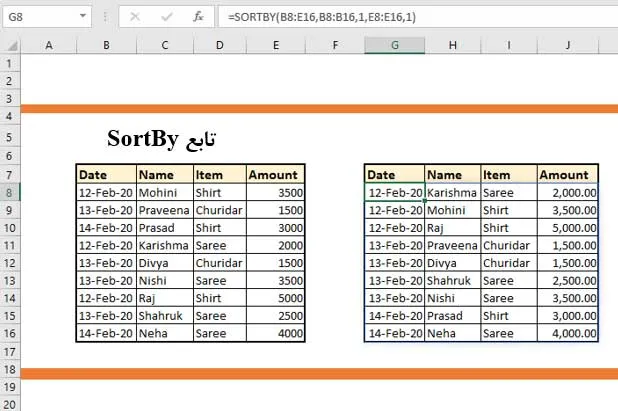 G8 fx =SORTBY(B8:E16,B8:B16,1,E8:E16,1)
A B C D E F G H I J
1
2
3
4
5 SortBy تابع
6
7 Date Name Item Amount Date Name Item Amount
8 12-Feb-20 Mohini Shirt 3500 12-Feb-20 Karishma Saree 2,000.00
9 13-Feb-20 Praveena Churidar 1500 12-Feb-20 Mohini Shirt 3,500.00
10 14-Feb-20 Prasad Shirt 3000 12-Feb-20 Raj Shirt 5,000.00
11 12-Feb-20 Karishma Saree 2000 13-Feb-20 Praveena Churidar 1,500.00
12 13-Feb-20 Divya Churidar 1500 13-Feb-20 Divya Churidar 1,500.00
13 13-Feb-20 Nishi Saree 3500 13-Feb-20 Shahruk Saree 2,500.00
14 12-Feb-20 Raj Shirt 5000 13-Feb-20 Nishi Saree 3,500.00
15 13-Feb-20 Shahruk Saree 2500 14-Feb-20 Prasad Shirt 3,000.00
16 14-Feb-20 Neha Saree 4000 14-Feb-20 Neha Saree 4,000.00
17
18
19
20